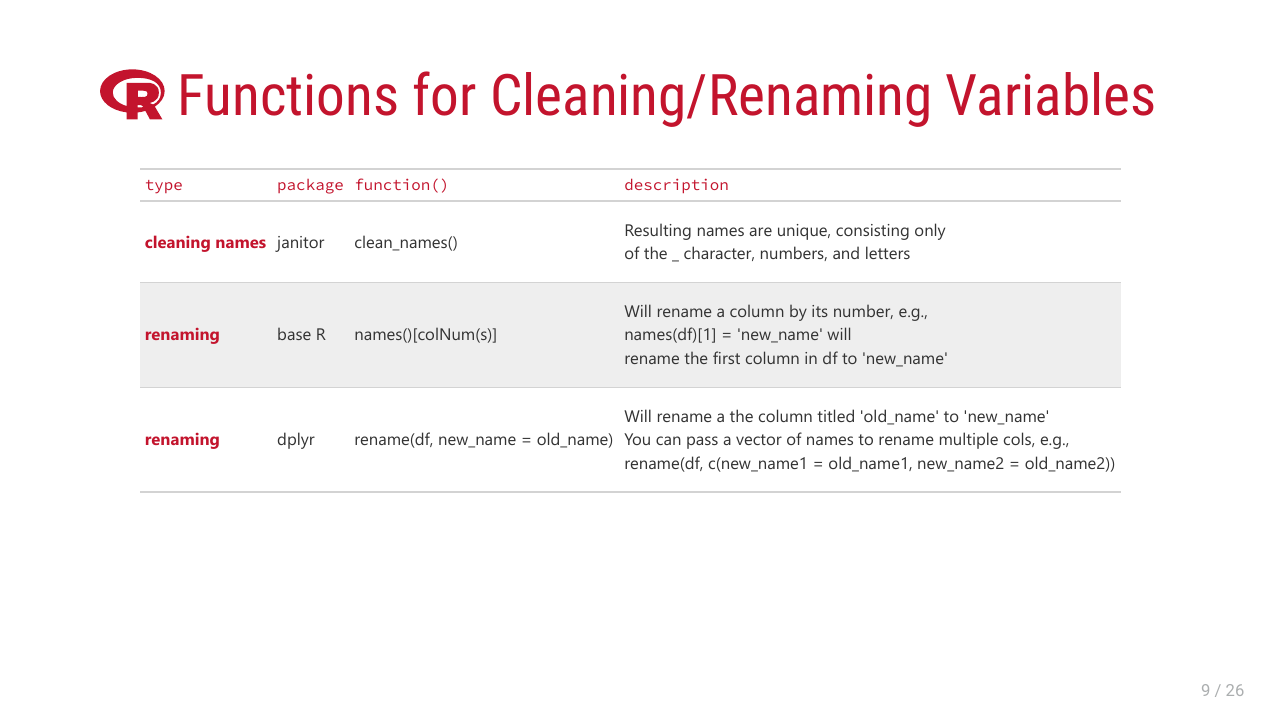 R Functions for Cleaning/Renaming Variables
type package function() description
cleaning names janitor clean_names() Resulting names are unique, consisting only
of the _ character, numbers, and letters
Will rename a column by its number, e.g.,
renaming base R names()[colNum(s)] names(df)[1] = 'new_name' will
rename the first column in df to 'new_name'
Will rename a the column titled 'old_name' to 'new_name'
renaming dplyr rename(df, new_name = old_name) You can pass a vector of names to rename multiple cols, e.g.,
rename(df, c(new_name1 = old_name1, new_name2 = old_name2))
9 / 26